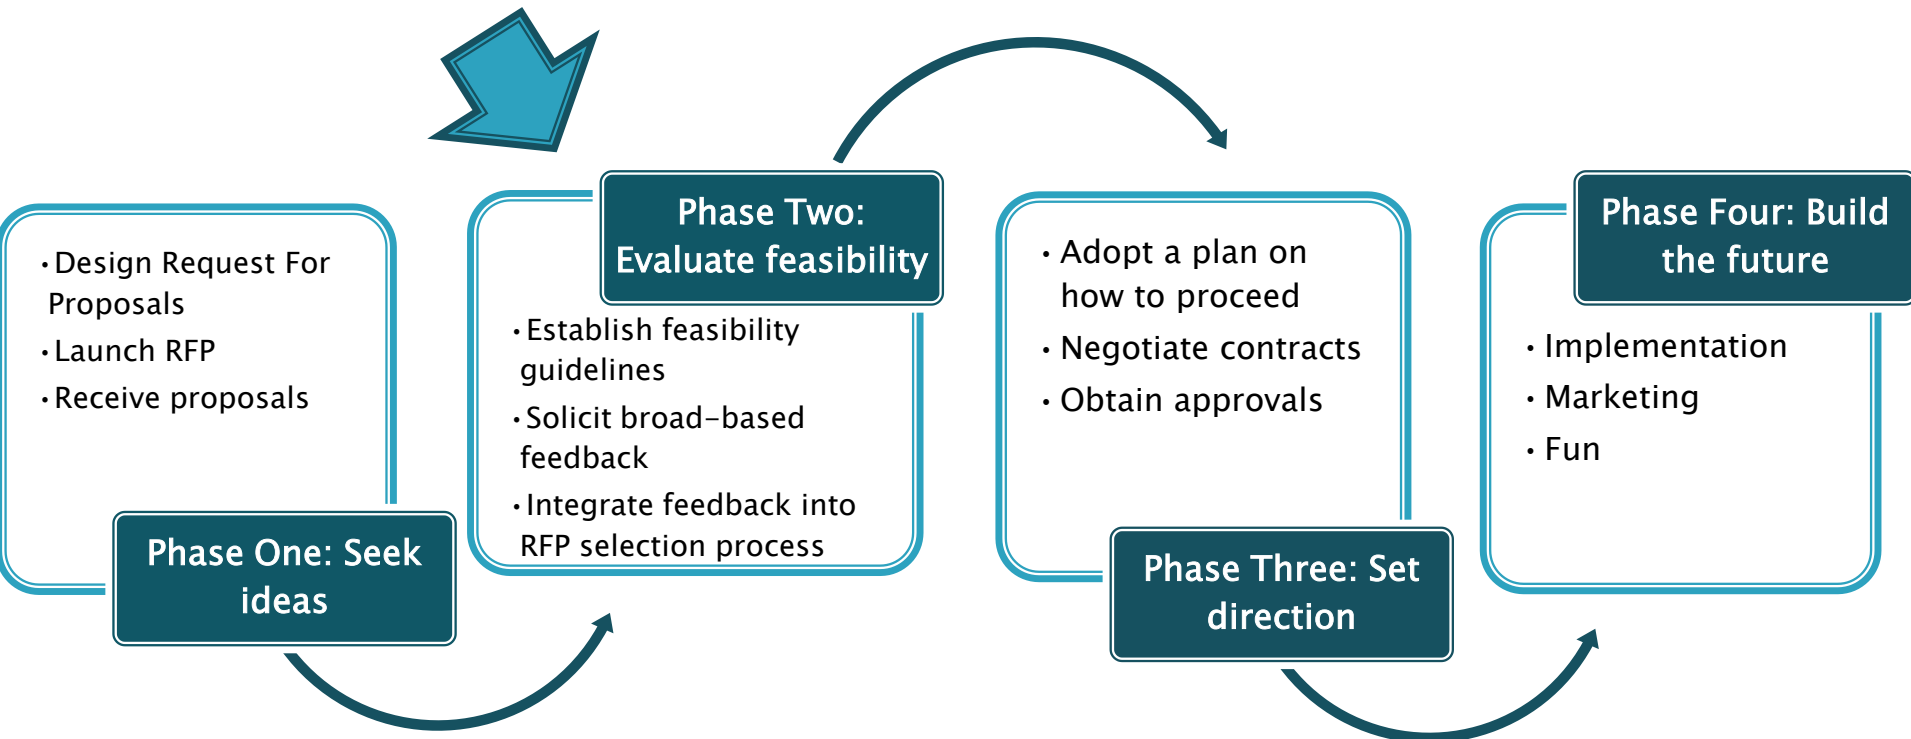 · Design Request For
Proposals
· Launch RFP
· Receive proposals
Phase One: Seek
ideas
Phase Two:
Evaluate feasibility
· Establish feasibility
guidelines
· Solicit broad-based
feedback
· Integrate feedback into
RFP selection process
· Adopt a plan on
how to proceed
· Negotiate contracts
· Obtain approvals
Phase Three: Set
direction
Phase Four: Build
the future
· Implementation
· Marketing
· Fun